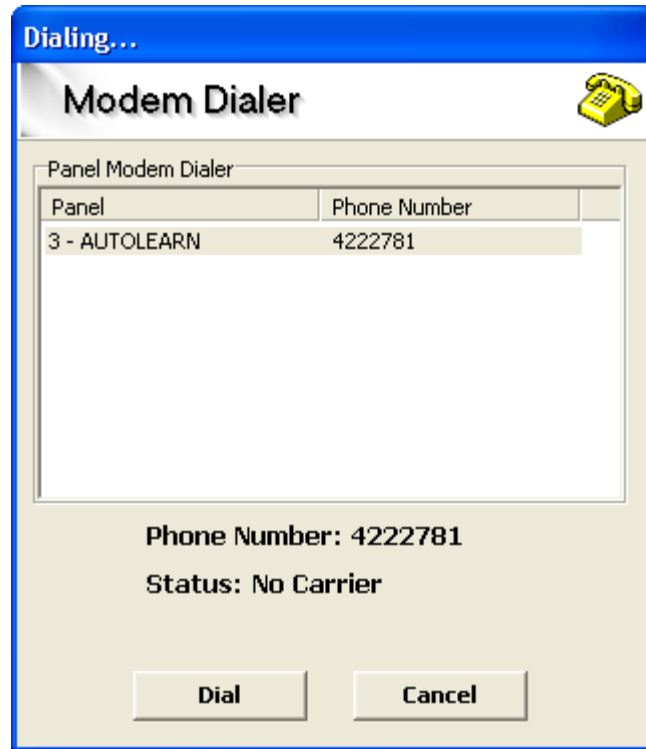 Dialing...
Modem Dialer
Panel Modem Dialer
Panel Phone Number
3 - AUTOLEARN 4222781
Phone Number: 4222781
Status: No Carrier
Dial Cancel